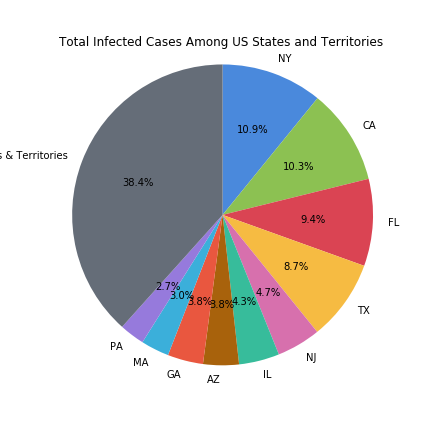 Total Infected Cases Among US States and Territories
NY
10.9%
CA
10.3%
FL
9.4%
TX
8.7%
NJ
4.7%
IL
4.3%
AZ
3.8%
GA
3.8%
MA
3.0%
PA
2.7%
s & Territories
38.4%